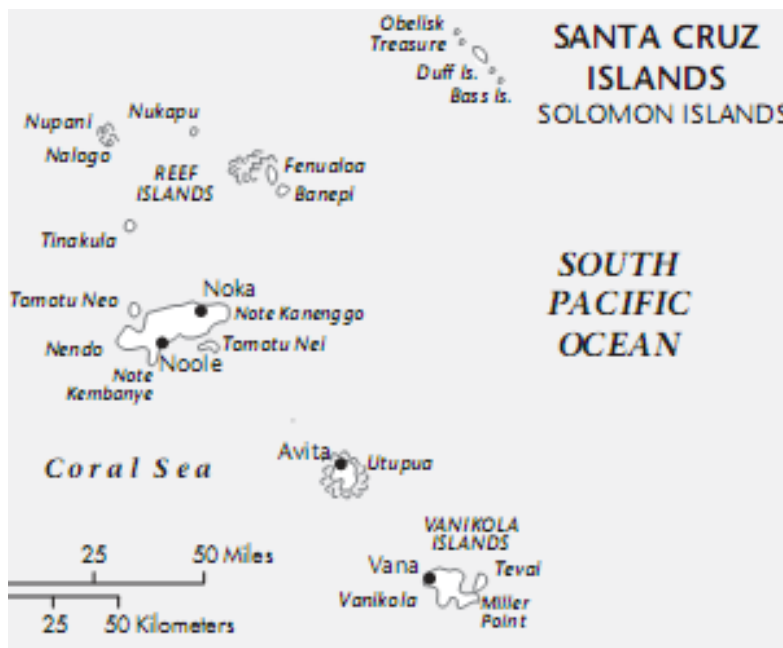 Obelisk
Treasure
Duff Is.
Bass Is.
SANTA CRUZ
ISLANDS
SOLOMON ISLANDS
Nupani
Nukapu
Nalogo
REEF
ISLANDS
Fenualoa
Banepi
Tinakula
SOUTH
PACIFIC
OCEAN
Tomotu Neo
Noka
Note Kanenggo
Nendo
Noole
Tomotu Nei
Note
Kembanye
Coral Sea
Avita
Utupua
VANIKOLA
ISLANDS
Vana
Tevai
Vanikola
Miller
Point
25 50 Miles
25 50 Kilometers